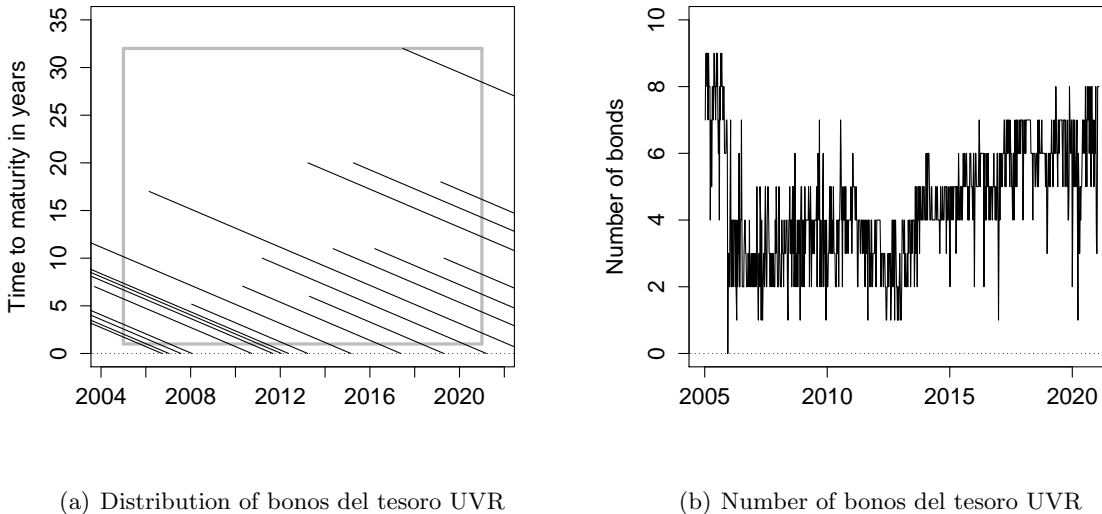 Time to maturity in years
35
30
25
20
15
10
5
0
2004 2008 2012 2016 2020
(a) Distribution of bonos del tesoro UVR
Number of bonds
10
8
6
4
2
0
2005 2010 2015 2020
(b) Number of bonos del tesoro UVR